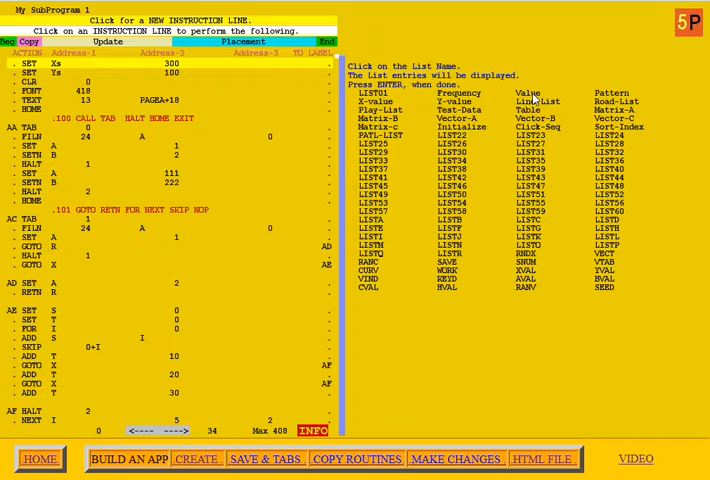 My SubProgram 1
Click for a NEW INSTRUCTION LINE.
Click on an INSTRUCTION LINE to perform the following.
Beg Copy Update Placement End
ACTION Address-1 Address-2 Address-3 TO LABEL
. SET Xs 300 .
. SET Ys 100 .
. CLR 0 .
. FONT 418 .
. TEXT 13 PAGEA+18 .
. HOME .
.100 CALL TAB HALT HOME EXIT
AA TAB 0 .
. FILN 24 A 0 .
. SET A 1 .
. SETN B 2 .
. HALT 1 .
. SET A 111 .
. SETN B 222 .
. HALT 2 .
. HOME .
.101 GOTO RETN FOR NEXT SKIP NOP
AC TAB 1 .
. FILN 24 A 0 .
. SET A 1 .
. GOTO R AD
. HALT 1 .
. GOTO X AE
AD SET A 2 .
. RETN R .
AE SET S 0 .
. SET T 0 .
. FOR I 0 .
. ADD S I .
. SKIP 0+I .
. ADD T 10 .
. GOTO X AF
. ADD T 20 .
. GOTO X AF
. ADD T 30 .
AF HALT 2 .
. NEXT I 5 2 .
0 <---- ----> 34 Max 408 INFO
5P
Click on the List Name.
The List entries will be displayed.
Press ENTER, when done.
LIST01 Frequency Value Pattern
X-value Y-value Line-List Road-List
Play-List Test-Data Table Matrix-A
Matrix-B Vector-A Vector-B Vector-C
Matrix-c Initialize Click-Seq Sort-Index
PATL-LIST LIST22 LIST23 LIST24
LIST25 LIST26 LIST27 LIST28
LIST29 LIST30 LIST31 LIST32
LIST33 LIST34 LIST35 LIST36
LIST37 LIST38 LIST39 LIST40
LIST41 LIST42 LIST43 LIST44
LIST45 LIST46 LIST47 LIST48
LIST49 LIST50 LIST51 LIST52
LIST53 LIST54 LIST55 LIST56
LIST57 LIST58 LIST59 LIST60
LISTA LISTB LISTC LISTD
LISTE LISTF LISTG LISTH
LISTI LISTJ LISTK LISTL
LISTM LISTN LISTO LISTP
LISTQ LISTR RNDX VECT
RANC SAVE SNUM VTAB
CURV WORK XVAL YVAL
VIND KEYD AVAL BVAL
CVAL HVAL RANV SEED
HOME BUILD AN APP CREATE SAVE & TABS COPY ROUTINES MAKE CHANGES HTML FILE VIDEO